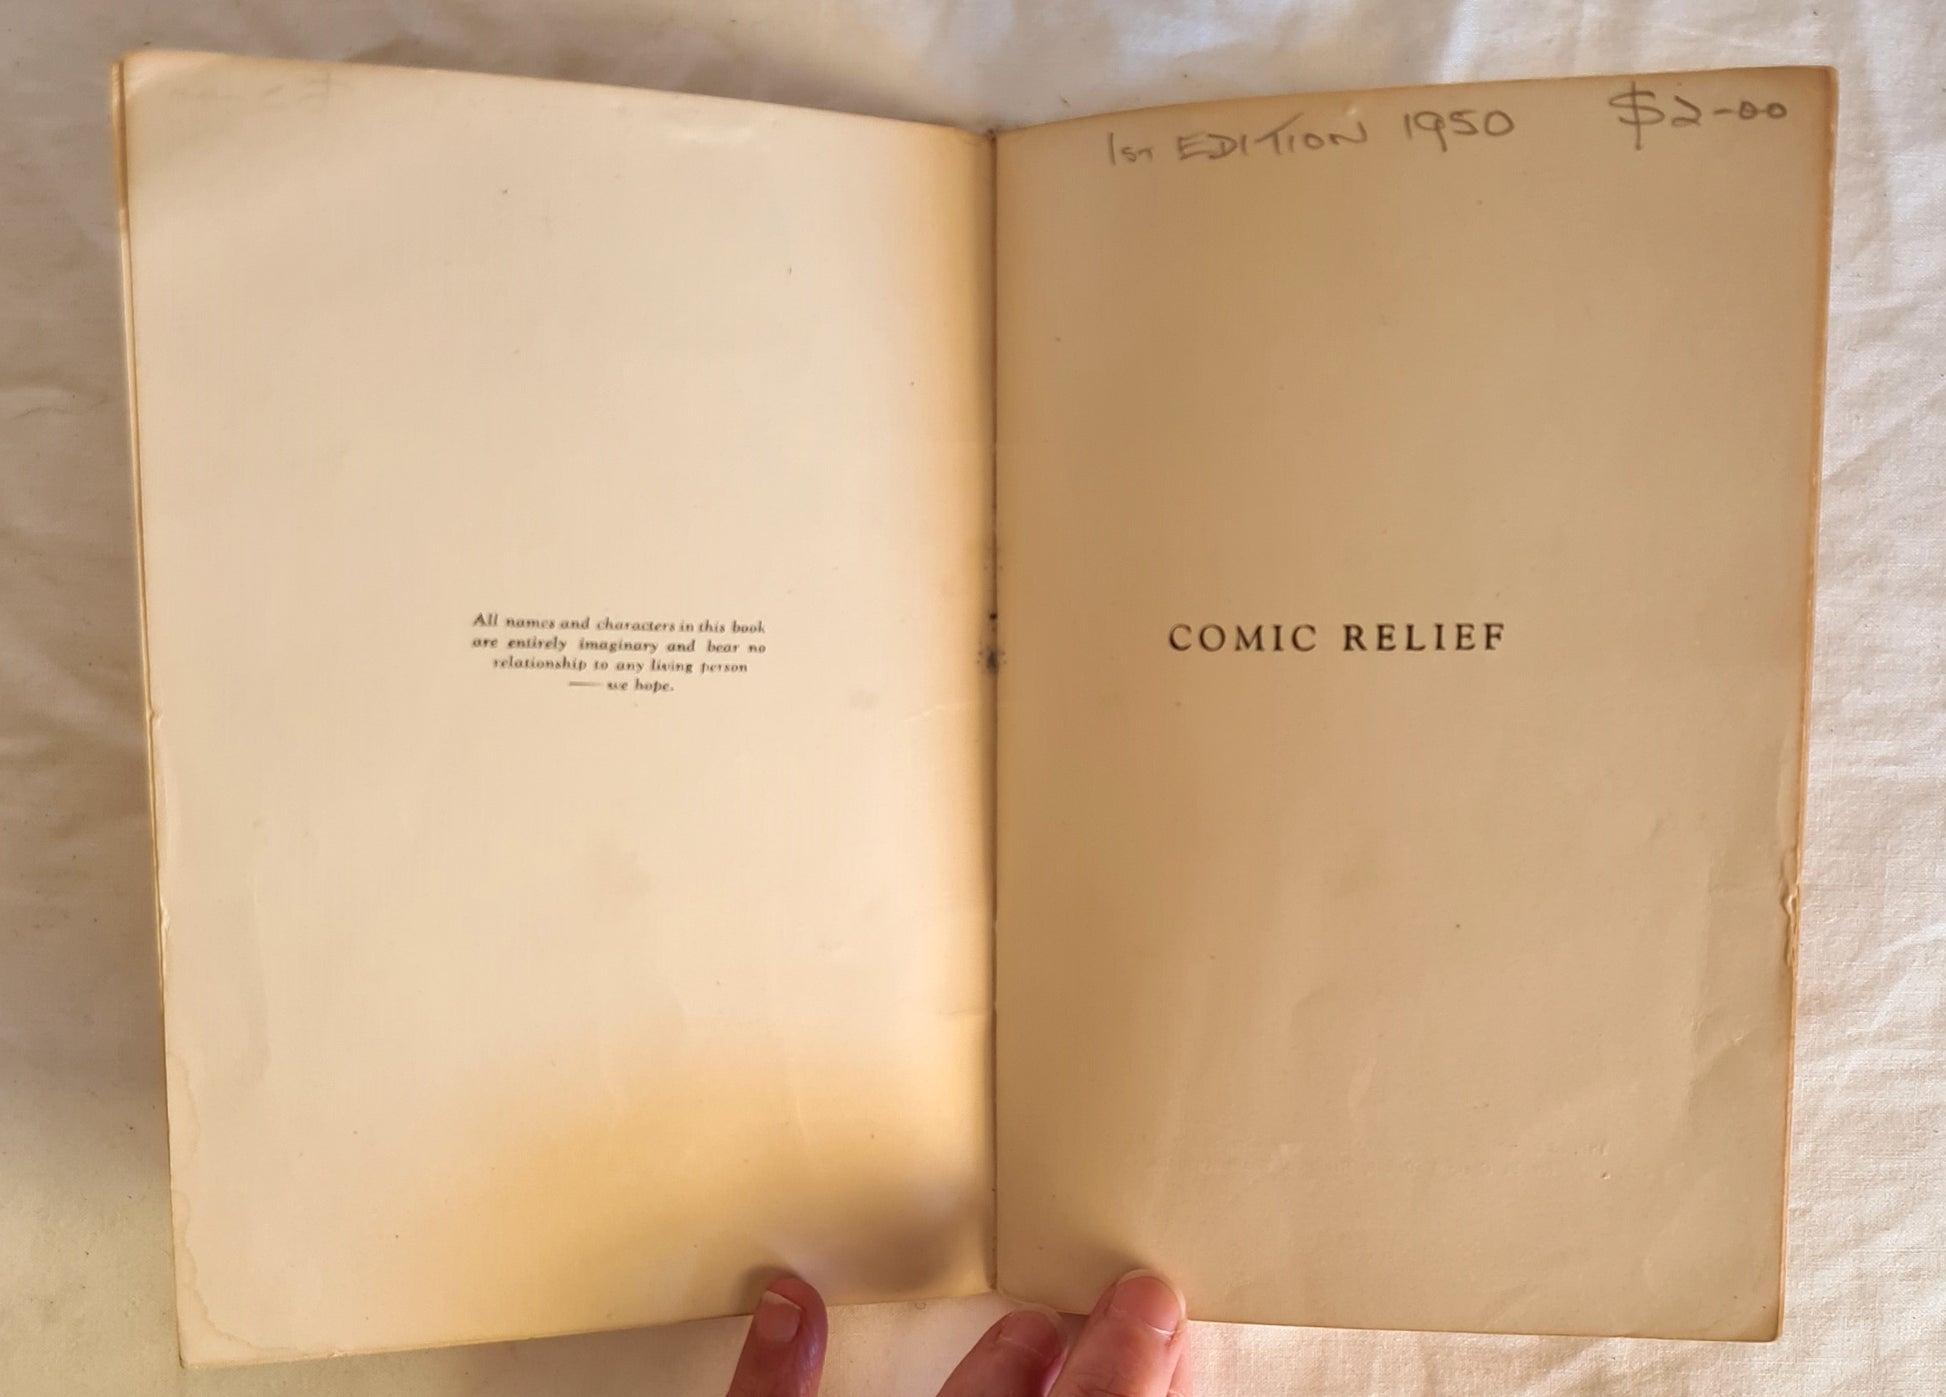 All names and characters in this book
are entirely imaginary and bear no
relationship to any living person
— we hope.
1ST EDITION 1950 $2-00
COMIC RELIEF